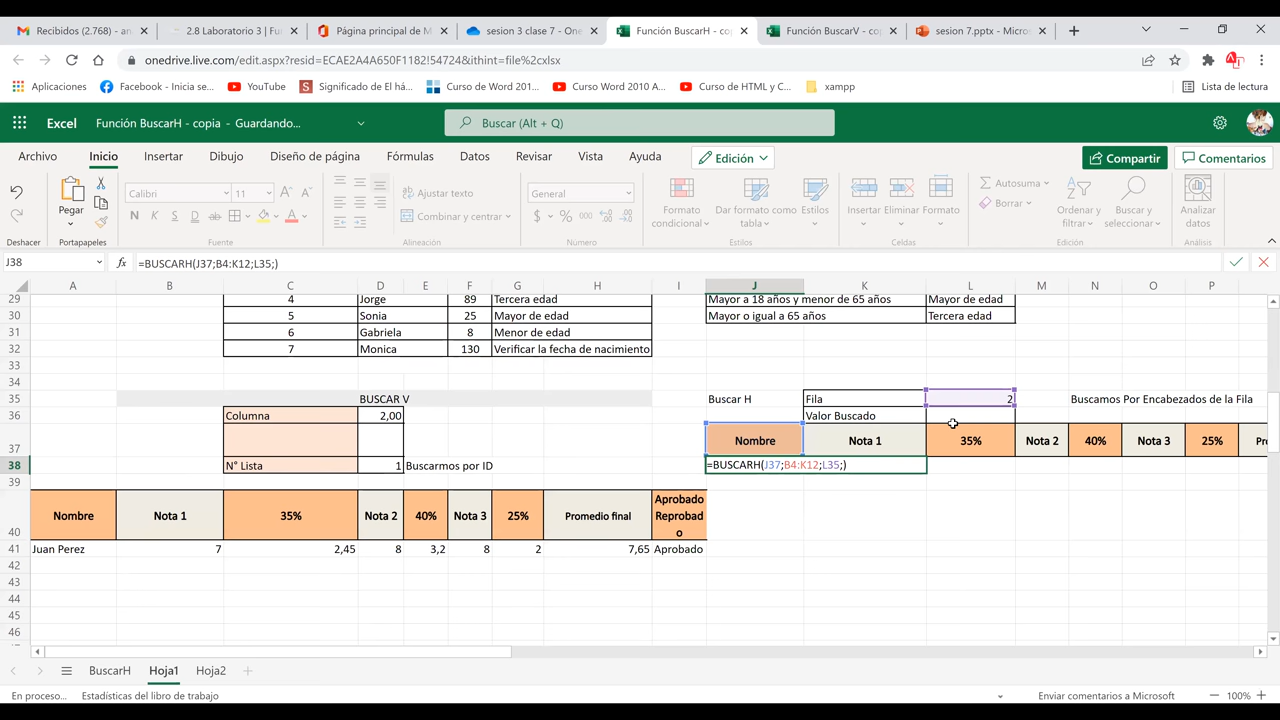 Recibidos (2.768) - an
2.8 Laboratorio 3 | Fu
Página principal de M
sesion 3 clase 7 - One
Función BuscarH - cop
Función BuscarV - co
sesion 7.pptx - Micros
onedrive.live.com/edit.aspx?resid=ECAE2A4A650F1182!54724&ithint=file%2cxlsx
Aplicaciones
Facebook - Inicia se...
YouTube
Significado de El há...
Curso de Word 201...
Curso Word 2010 A...
Curso de HTML y C...
xampp
Lista de lectura
Excel
Función BuscarH - copia - Guardando...
Buscar (Alt + Q)
Archivo Inicio Insertar Dibujo Diseño de página Fórmulas Datos Revisar Vista Ayuda Edición Compartir Comentarios
Pegar
Calibri 11
N K S D ab A
Ajustar texto
Combinar y centrar
General
$ % 000
Formato condicional
Dar formato a tabla
Estilos
Insertar Eliminar Formato
Autosuma
Borrar
Ordenar y filtrar
Buscar y seleccionar
Analizar datos
Deshacer Portapapeles Fuente Alineación Número Estilos Celdas Edición Análisis
J38 fx =BUSCARH(J37;B4:K12;L35;)
A B C D E F G H I J K L M N O P
29 4 Jorge 89 Tercera edad Mayor a 18 años y menor de 65 años Mayor de edad
30 5 Sonia 25 Mayor de edad Mayor o igual a 65 años Tercera edad
31 6 Gabriela 8 Menor de edad
32 7 Monica 130 Verificar la fecha de nacimiento
33
34
35 BUSCAR V Buscar H Fila 2 Buscamos Por Encabezados de la Fila
36 Columna 2,00 Valor Buscado
37 Nombre Nota 1 35% Nota 2 40% Nota 3 25% Pro
38 N° Lista 1 Buscarmos por ID =BUSCARH(J37;B4:K12;L35;)
39
40 Nombre Nota 1 35% Nota 2 40% Nota 3 25% Promedio final Aprobado Reprobado
41 Juan Perez 7 2,45 8 3,2 8 2 7,65 Aprobado
42
43
44
45
46
BuscarH Hoja1 Hoja2
En proceso... Estadísticas del libro de trabajo Enviar comentarios a Microsoft 100%